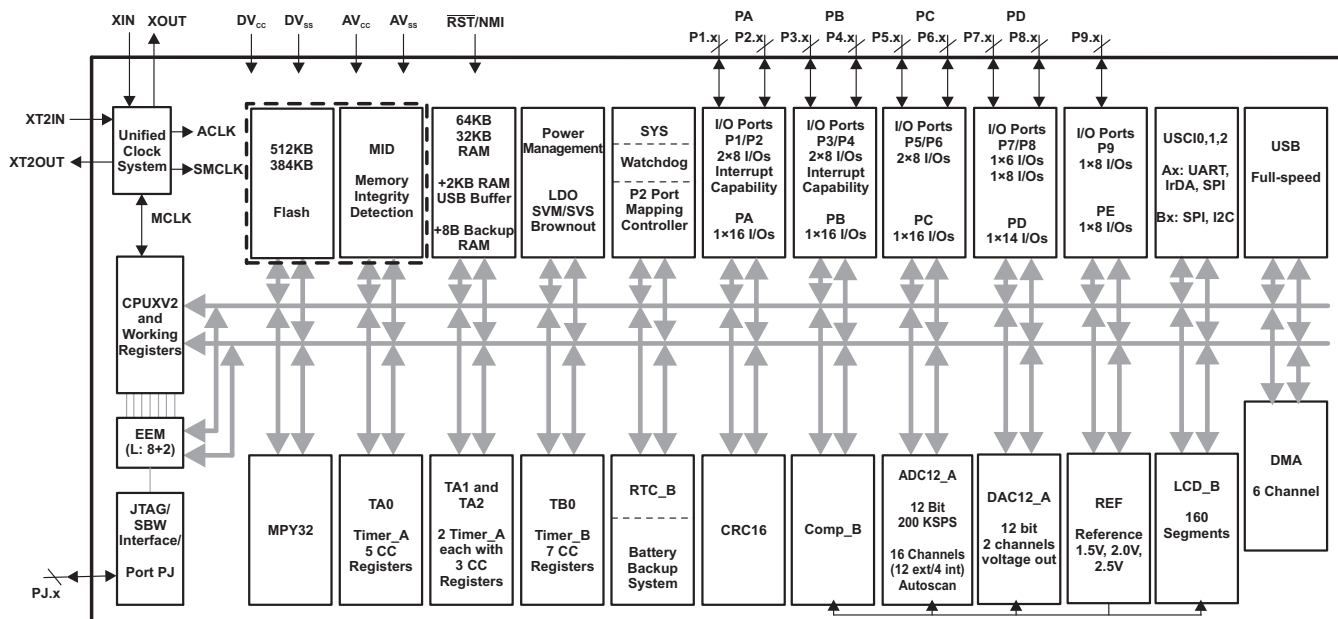 XIN
XOUT
DVCC
DVSS
AVCC
AVSS
RST/NMI
PA
PB
PC
PD
P1.x
P2.x
P3.x
P4.x
P5.x
P6.x
P7.x
P8.x
P9.x
XT2IN
XT2OUT
Unified
Clock
System
ACLK
SMCLK
MCLK
512KB
384KB
Flash
MID
Memory
Integrity
Detection
64KB
32KB
RAM
+2KB RAM
USB Buffer
+8B Backup
RAM
Power
Management
LDO
SVM/SVS
Brownout
SYS
Watchdog
P2 Port
Mapping
Controller
I/O Ports
P1/P2
2×8 I/Os
Interrupt
Capability
PA
1×16 I/Os
I/O Ports
P3/P4
2×8 I/Os
Interrupt
Capability
PB
1×16 I/Os
I/O Ports
P5/P6
2×8 I/Os
PC
1×16 I/Os
I/O Ports
P7/P8
1×6 I/Os
1×8 I/Os
PD
1×14 I/Os
I/O Ports
P9
1×8 I/Os
PE
1×8 I/Os
USCI0,1,2
Ax: UART,
IrDA, SPI
Bx: SPI, I2C
USB
Full-speed
CPUXV2
and
Working
Registers
EEM
(L: 8+2)
JTAG/
SBW
Interface/
Port PJ
PJ.x
MPY32
TA0
Timer_A
5 CC
Registers
TA1 and
TA2
2 Timer_A
each with
3 CC
Registers
TB0
Timer_B
7 CC
Registers
RTC_B
Battery
Backup
System
CRC16
Comp_B
ADC12_A
12 Bit
200 KSPS
16 Channels
(12 ext/4 int)
Autoscan
DAC12_A
12 bit
2 channels
voltage out
REF
Reference
1.5V, 2.0V,
2.5V
LCD_B
160
Segments
DMA
6 Channel